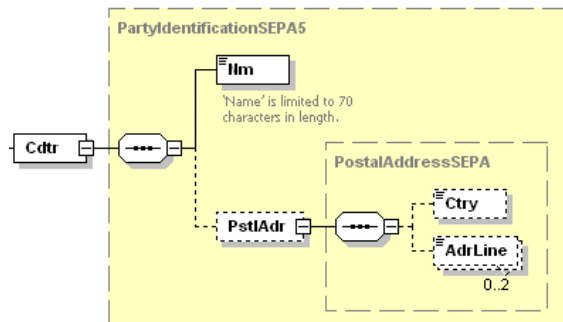 PartyIdentificationSEPA5
Nm
'Name' is limited to 70
characters in length.
Cdtr
PostalAddressSEPA
Ctry
PstlAdr
AdrLine
0..2